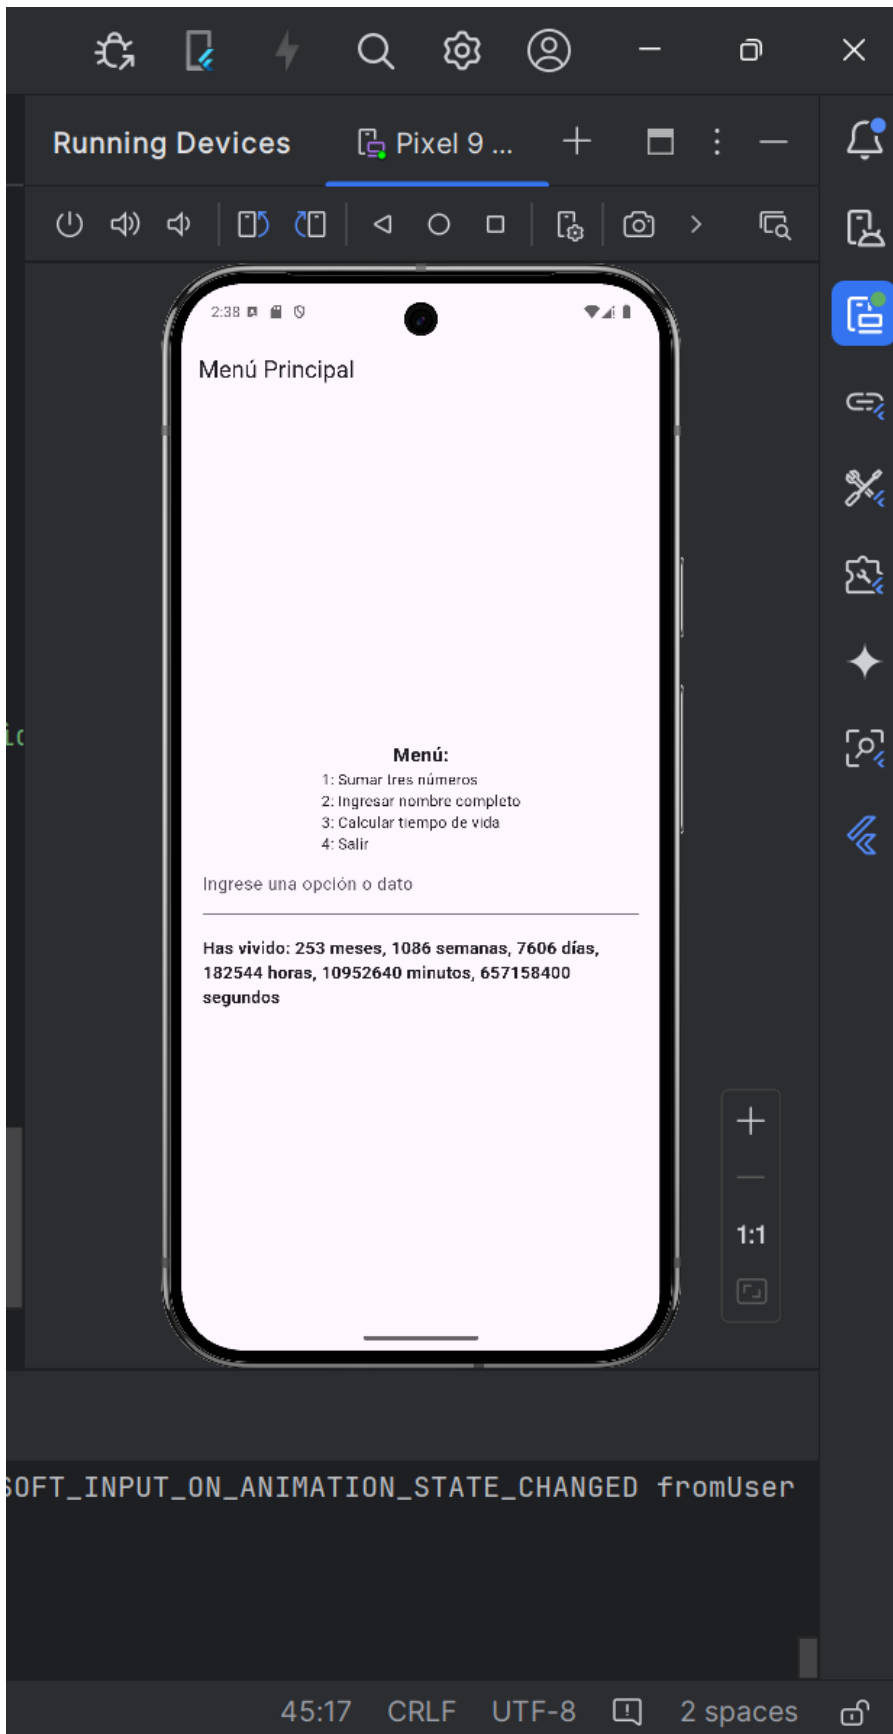 Running Devices
Pixel 9 ...
2:38
Menú Principal
Menú:
1: Sumar tres números
2: Ingresar nombre completo
3: Calcular tiempo de vida
4: Salir
Ingrese una opción o dato
Has vivido: 253 meses, 1086 semanas, 7606 días,
182544 horas, 10952640 minutos, 657158400
segundos
1:1
SOFT_INPUT_ON_ANIMATION_STATE_CHANGED fromUser
45:17 CRLF UTF-8 2 spaces